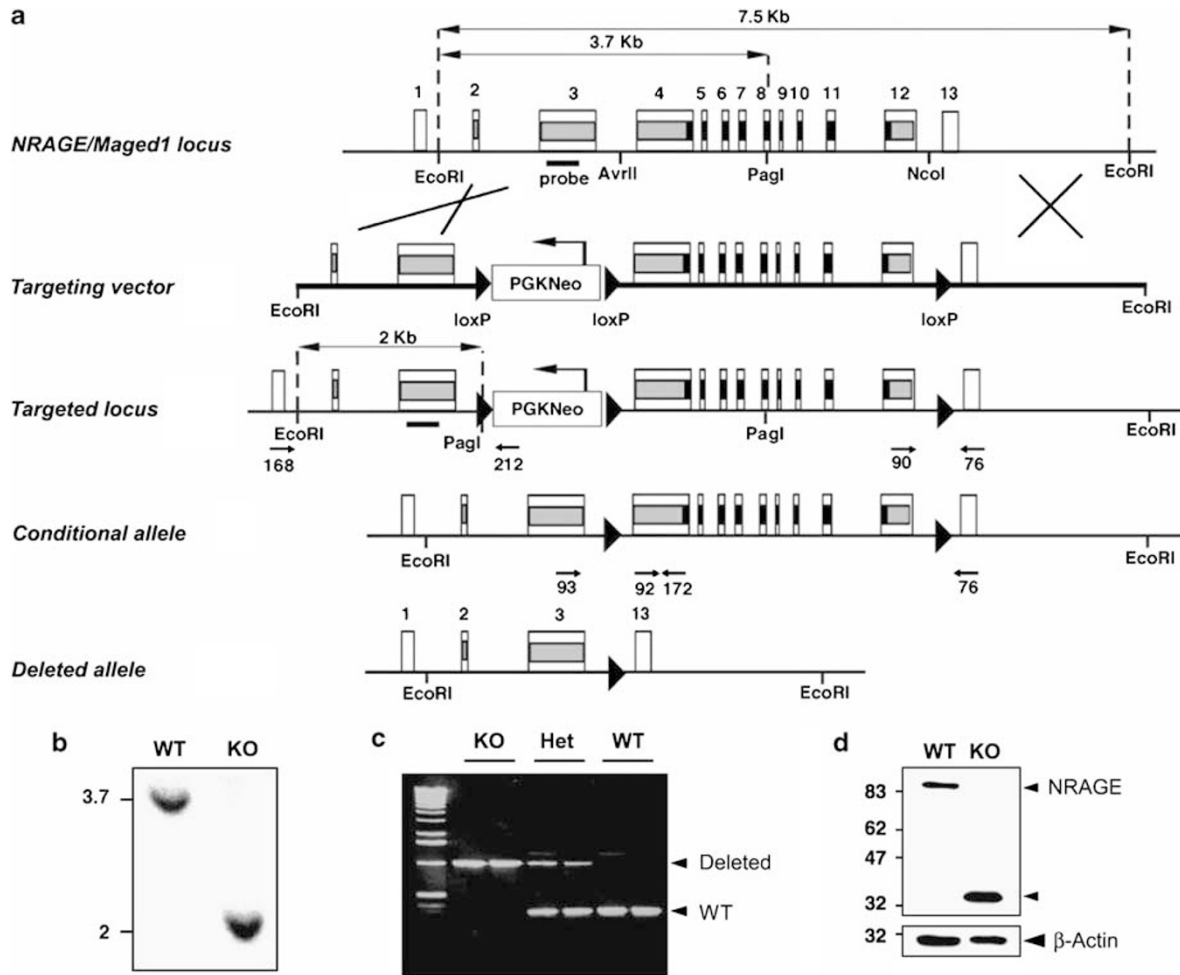 a
7.5 Kb
3.7 Kb
1 2 3 4 5 6 7 8 9 10 11 12 13
NRAGE/Maged1 locus
EcoRI probe AvrII PagI NcoI EcoRI
Targeting vector
PGKNeo
EcoRI loxP loxP loxP EcoRI
2 Kb
Targeted locus
PGKNeo
EcoRI PagI PagI EcoRI
168 212 90 76
Conditional allele
EcoRI EcoRI
93 92 172 76
1 2 3 13
Deleted allele
EcoRI EcoRI
b
WT KO
3.7
2
c
KO Het WT
Deleted
WT
d
WT KO
83 NRAGE
62
47
32
32 β-Actin